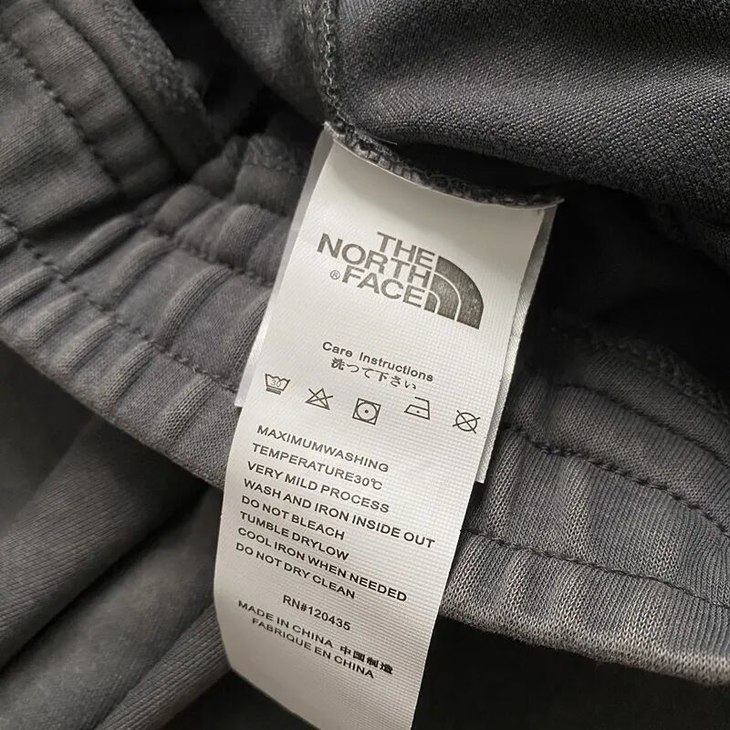 THE
NORTH
®FACE
Care Instructions
洗つて下さい
30
MAXIMUMWASHING
TEMPERATURE30℃
VERY MILD PROCESS
WASH AND IRON INSIDE OUT
DO NOT BLEACH
TUMBLE DRYLOW
COOL IRON WHEN NEEDED
DO NOT DRY CLEAN
RN#120435
MADE IN CHINA 中国制造
FABRIQUE EN CHINA